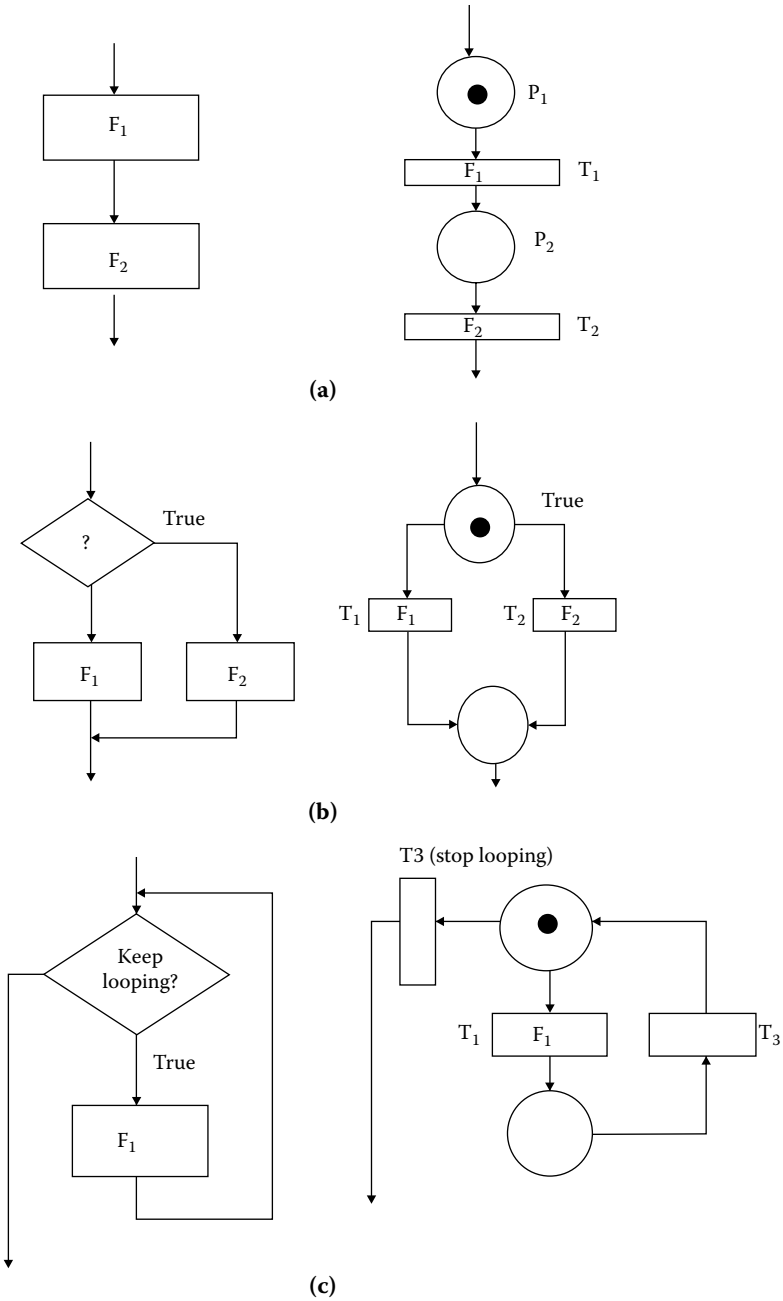 F₁
F₂
P₁
F₁ T₁
P₂
F₂ T₂
(a)
?
True
F₁ F₂
True
T₁ F₁ T₂ F₂
(b)
Keep
looping?
True
F₁
T3 (stop looping)
T₁ F₁ T₃
(c)